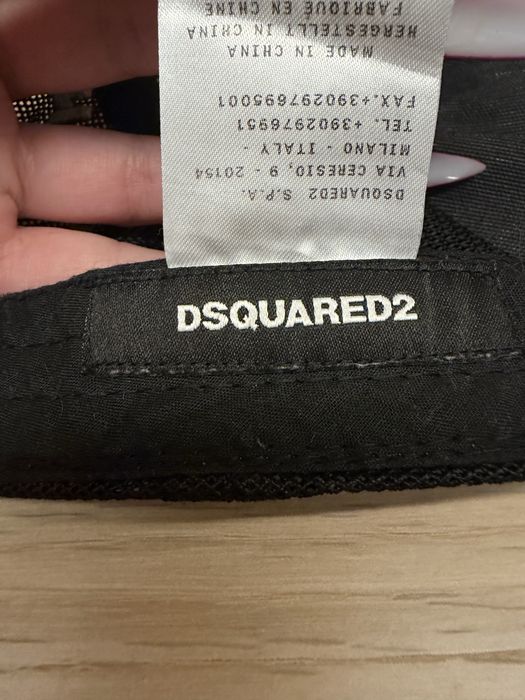 DSQUARED2 S.P.A.
VIA CERESIO, 9 - 20154
MILANO - ITALY -
TEL. + 3902976951
FAX.+390297695001
MADE IN CHINA
HERGESTELLT IN CHINA
FABRIQUE EN CHINE
DSQUARED2